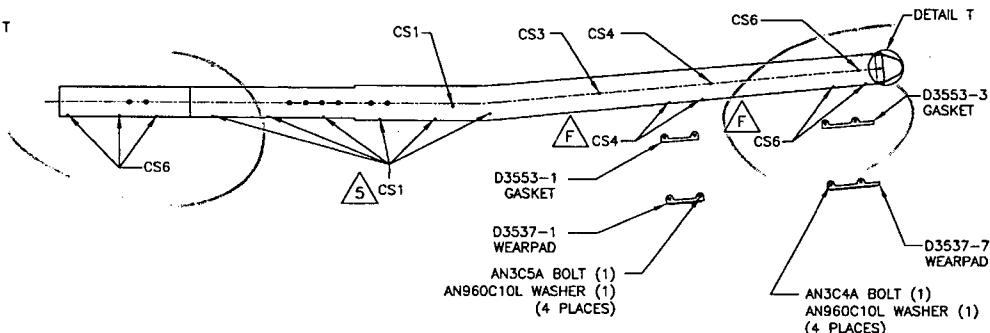 T
DETAIL T
CS1
CS3
CS4
CS6
D3553-3
GASKET
F
F
CS4
CS6
CS6
5
CS1
D3553-1
GASKET
D3537-1
WEARPAD
D3537-7
WEARPAD
AN3C5A BOLT (1)
AN960C10L WASHER (1)
(4 PLACES)
AN3C4A BOLT (1)
AN960C10L WASHER (1)
(4 PLACES)